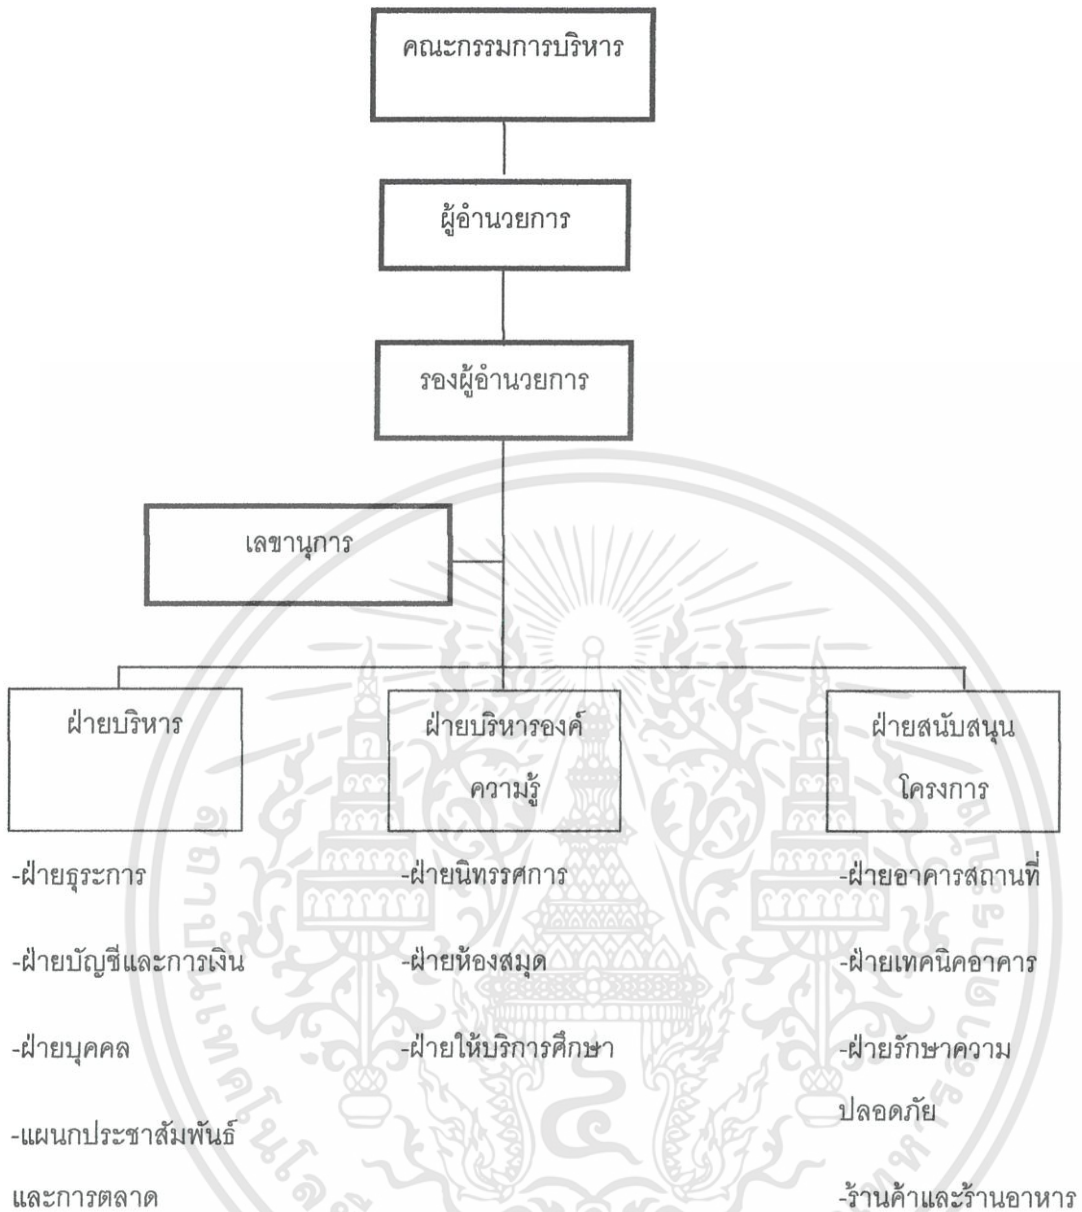 คณะกรรมการบริหาร
ผู้อำนวยการ
รองผู้อำนวยการ
เลขานุการ
ฝ่ายบริหาร
ฝ่ายบริหารองค์
ความรู้
ฝ่ายสนับสนุน
โครงการ
-ฝ่ายธุระการ
-ฝ่ายบัญชีและการเงิน
-ฝ่ายบุคคล
-แผนกประชาสัมพันธ์
และการตลาด
-ฝ่ายนิทรรศการ
-ฝ่ายห้องสมุด
-ฝ่ายให้บริการศึกษา
-ฝ่ายอาคารสถานที่
-ฝ่ายเทคนิคอาคาร
-ฝ่ายรักษาความ
ปลอดภัย
-ร้านค้าและร้านอาหาร